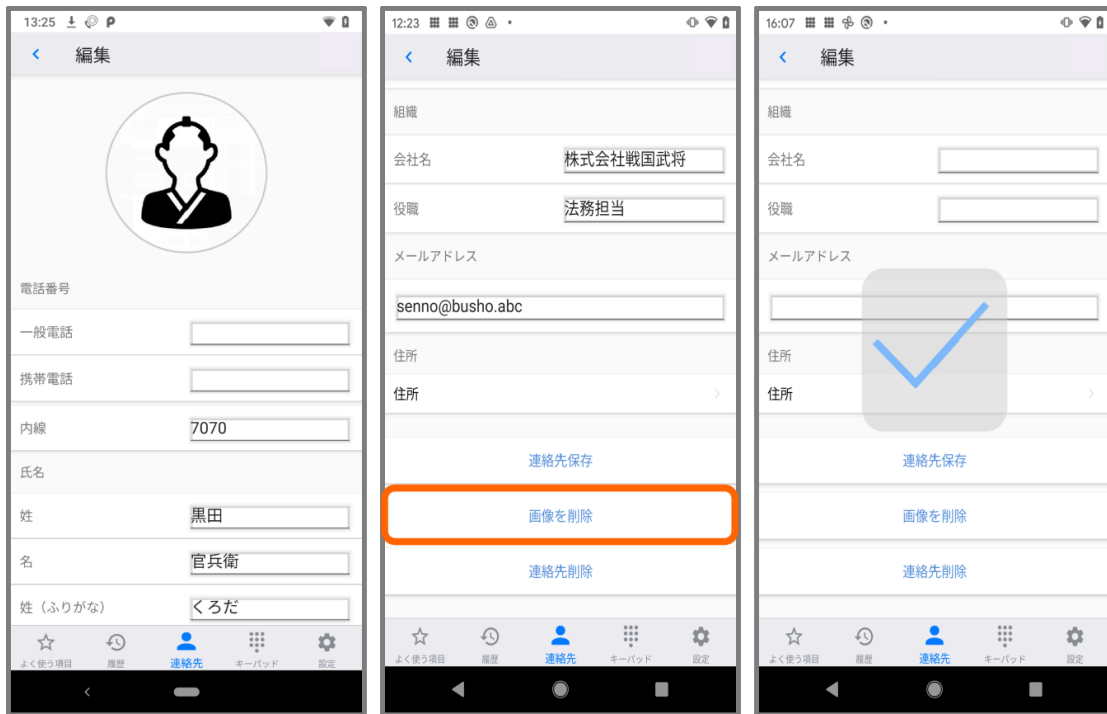 13:25
編集
電話番号
一般電話
携帯電話
内線 7070
氏名
姓 黒田
名 官兵衛
姓（ふりがな） くろだ
よく使う項目 履歴 連絡先 キーパッド 設定
12:23
編集
組織
会社名 株式会社戦国武将
役職 法務担当
メールアドレス
senno@busho.abc
住所
住所
連絡先保存
画像を削除
連絡先削除
よく使う項目 履歴 連絡先 キーパッド 設定
16:07
編集
組織
会社名
役職
メールアドレス
住所
住所
連絡先保存
画像を削除
連絡先削除
よく使う項目 履歴 連絡先 キーパッド 設定